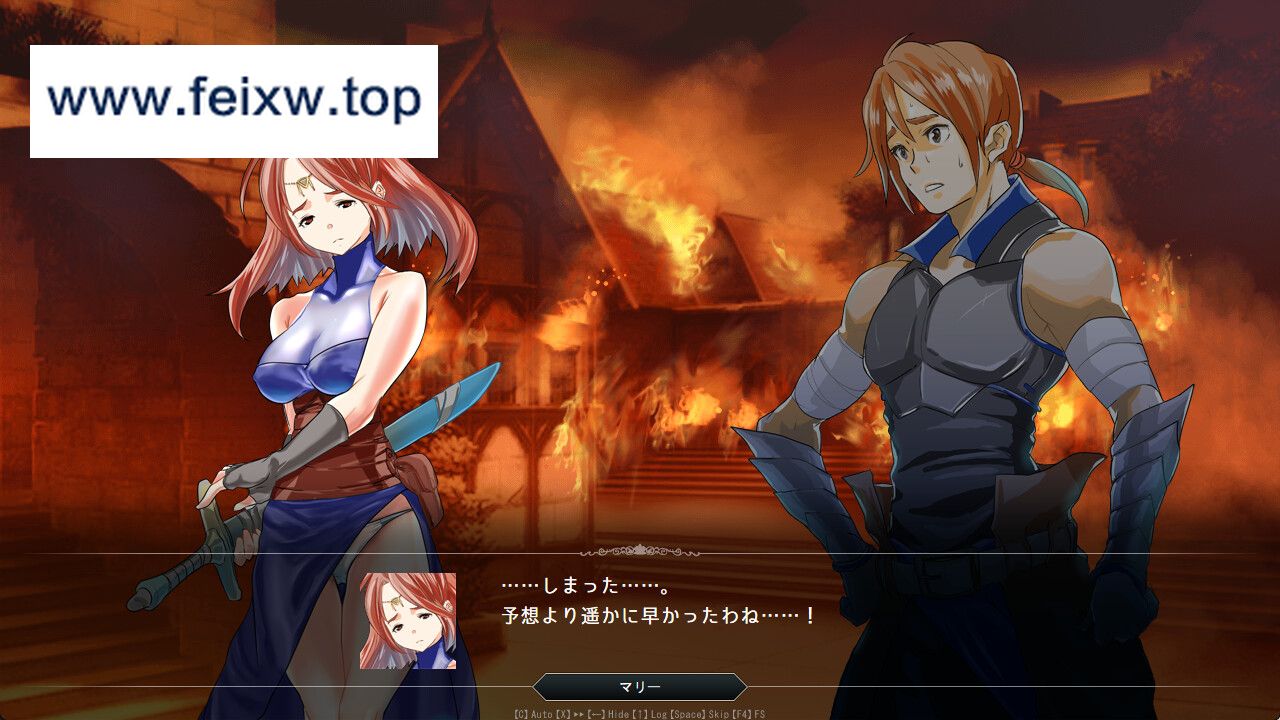 www.feixw.top
……しまった……。
予想より遥かに早かったわね……！
マリー
[C] Auto [X]▸▸ [←] Hide [↑] Log [Space] Skip [F4] FS